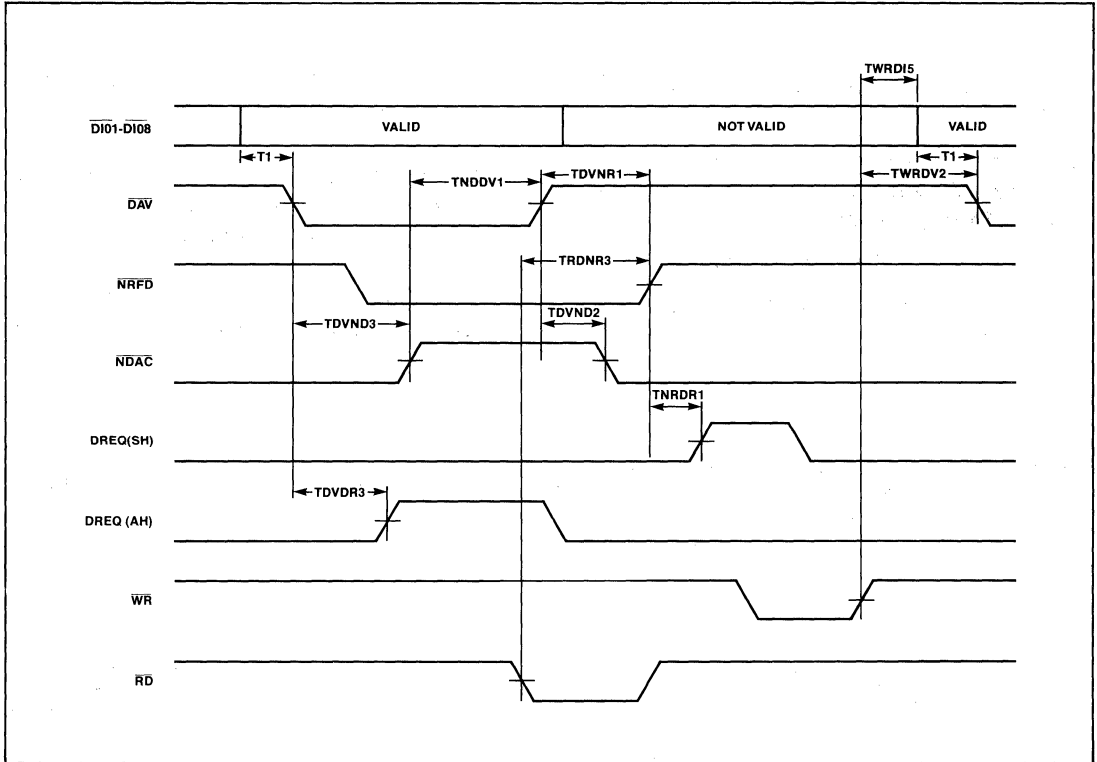 TWRDI5
DI01-DI08
VALID
NOT VALID
VALID
T1
T1
TNDDV1
TDVNR1
TWRDV2
DAV
TRDNR3
NRFD
TDVND3
TDVND2
NDAC
TNRDR1
DREQ(SH)
TDVDR3
DREQ (AH)
WR
RD